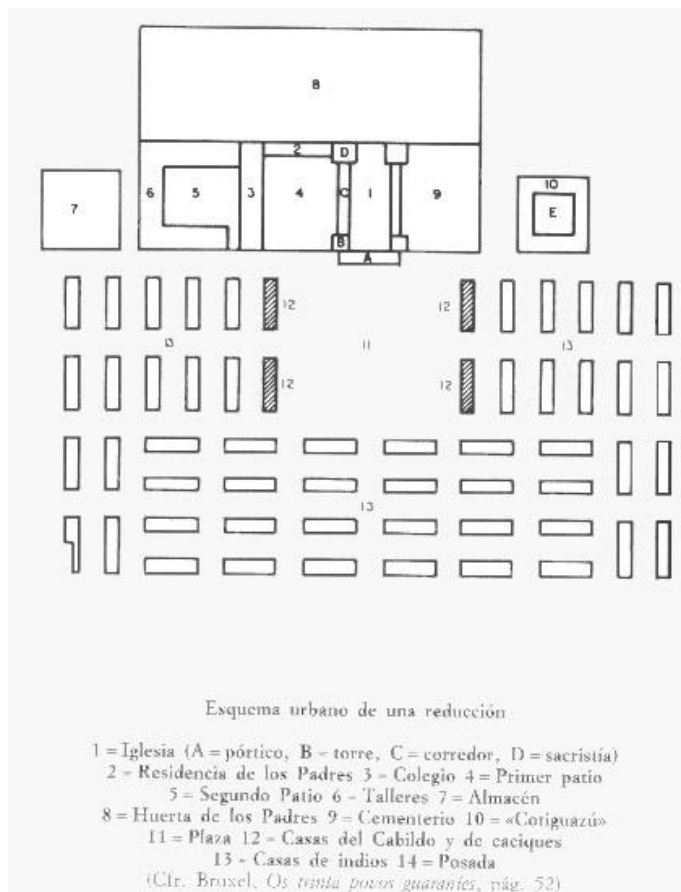 8
2
D
6
5
3
4
C
1
9
10
E
7
B
A
12
12
13
11
13
12
12
13
Esquema urbano de una reducción
1 = Iglesia (A = pórtico, B - torre, C = corredor, D = sacristía)
2 - Residencia de los Padres 3 - Colegio 4 = Primer patio
5 = Segundo Patio 6 - Talleres 7 = Almacén
8 = Huerta de los Padres 9 = Cementerio 10 = «Cotiguazú»
11 = Plaza 12 - Casas del Cabildo y de caciques
13 - Casas de indios 14 = Posada
(Cfr. Bruxel, Os trinta povos guaraníes, pág. 52)